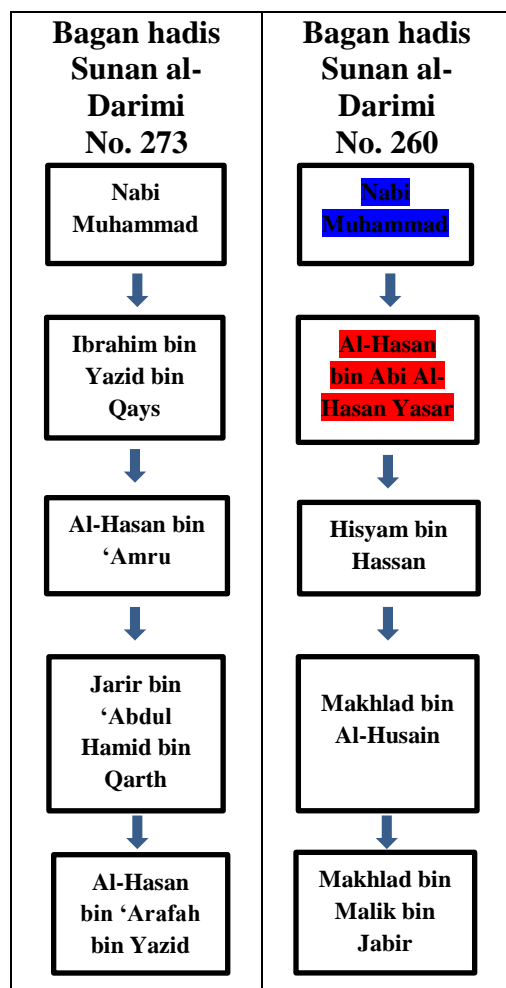 Bagan hadis
Sunan al-
Darimi
No. 273
Nabi
Muhammad
Ibrahim bin
Yazid bin
Qays
Al-Hasan bin
‘Amru
Jarir bin
‘Abdul
Hamid bin
Qarth
Al-Hasan
bin ‘Arafah
bin Yazid
Bagan hadis
Sunan al-
Darimi
No. 260
Nabi
Muhammad
Al-Hasan
bin Abi Al-
Hasan Yasar
Hisyam bin
Hassan
Makhlad bin
Al-Husain
Makhlad bin
Malik bin
Jabir